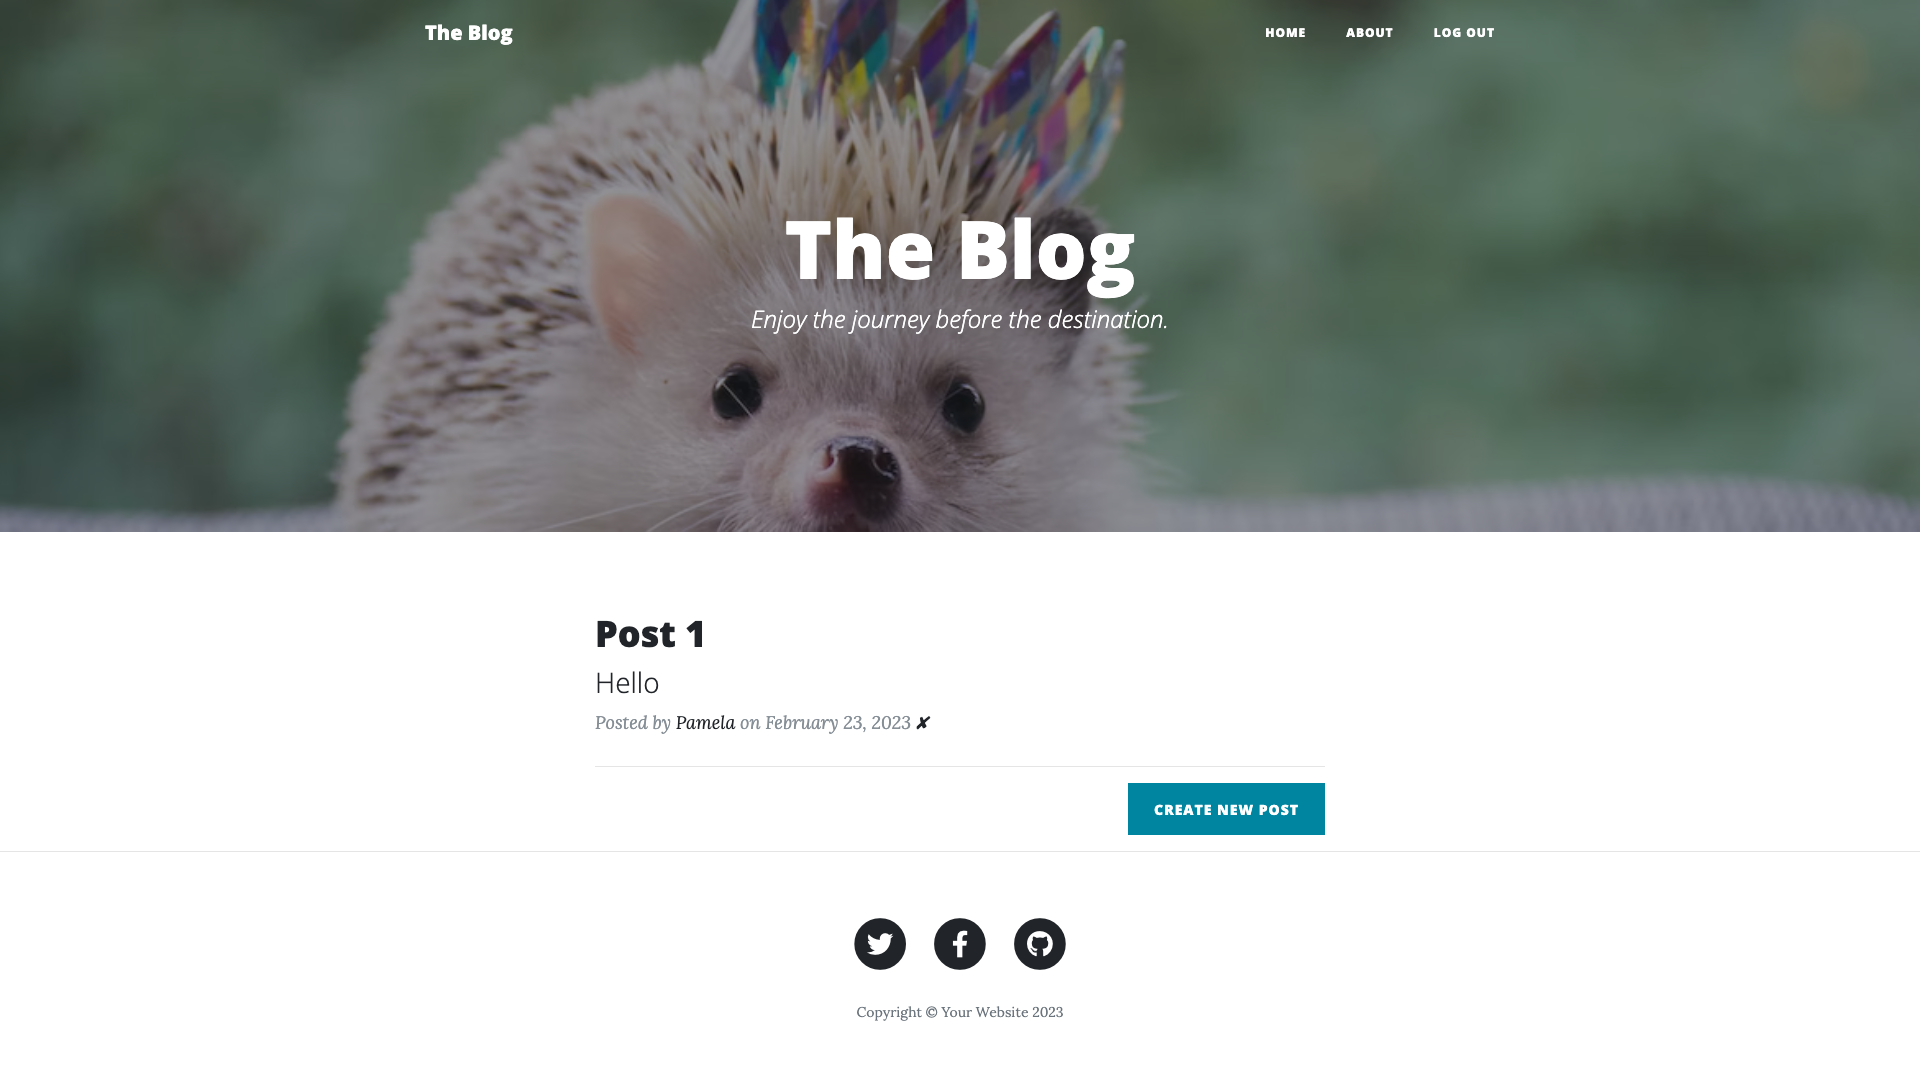 The Blog
HOME ABOUT LOG OUT
The Blog
Enjoy the journey before the destination.
Post 1
Hello
Posted by Pamela on February 23, 2023 ✘
CREATE NEW POST
Copyright © Your Website 2023